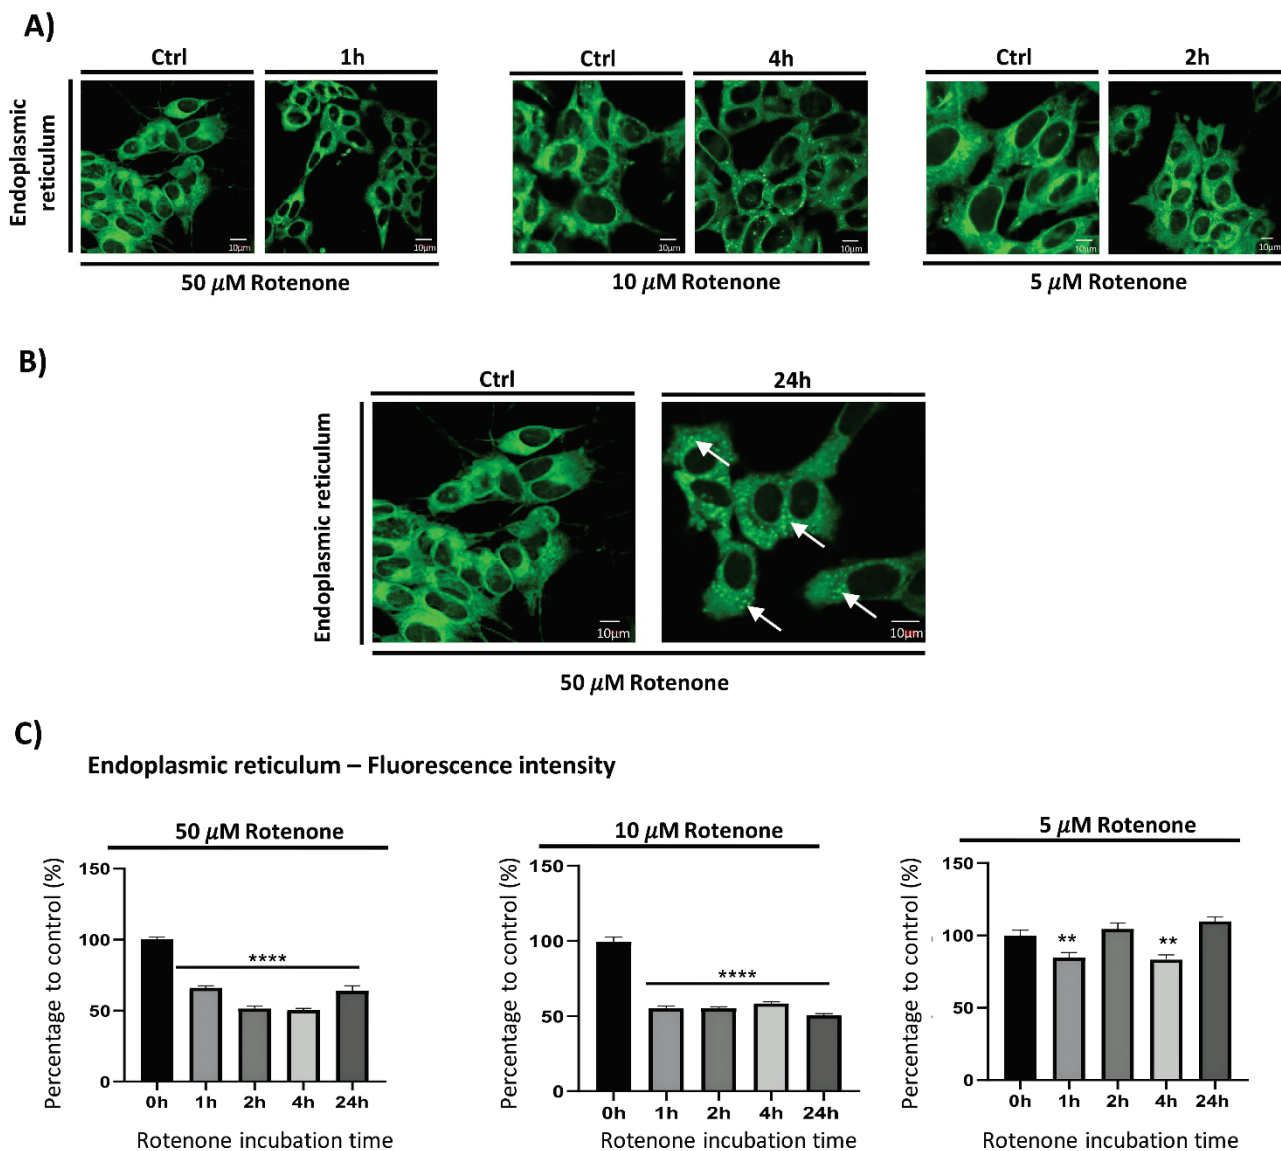 A)
Ctrl
1h
Ctrl
4h
Ctrl
2h
Endoplasmic
reticulum
10μm
10μm
10μm
10μm
10μm
10μm
50 μM Rotenone
10 μM Rotenone
5 μM Rotenone
B)
Ctrl
24h
Endoplasmic reticulum
10μm
10μm
50 μM Rotenone
C)
Endoplasmic reticulum – Fluorescence intensity
50 μM Rotenone
Percentage to control (%)
150
100
50
0
****
0h
1h
2h
4h
24h
Rotenone incubation time
10 μM Rotenone
Percentage to control (%)
150
100
50
0
****
0h
1h
2h
4h
24h
Rotenone incubation time
5 μM Rotenone
Percentage to control (%)
150
100
50
0
**
**
0h
1h
2h
4h
24h
Rotenone incubation time